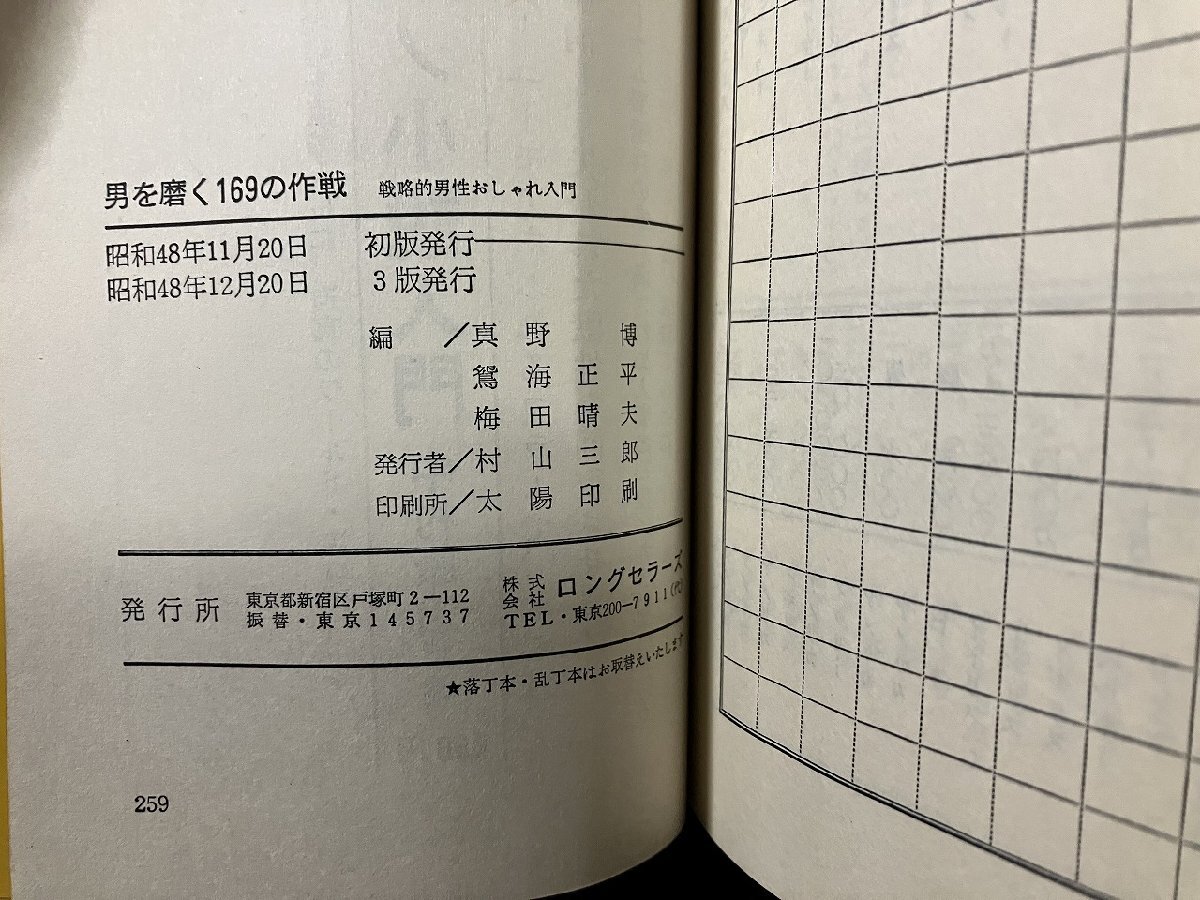 男を磨く169の作戦 戦略的男性おしゃれ入門
昭和48年11月20日 初版発行
昭和48年12月20日 3版発行
編 ／真野 博
鴛海正平
梅田晴夫
発行者／村山三郎
印刷所／太陽印刷
発行所 東京都新宿区戸塚町2－112 株式会社 ロングセラーズ
振替・東京145737 TEL・東京200－7911(代)
★落丁本・乱丁本はお取替えいたします
259